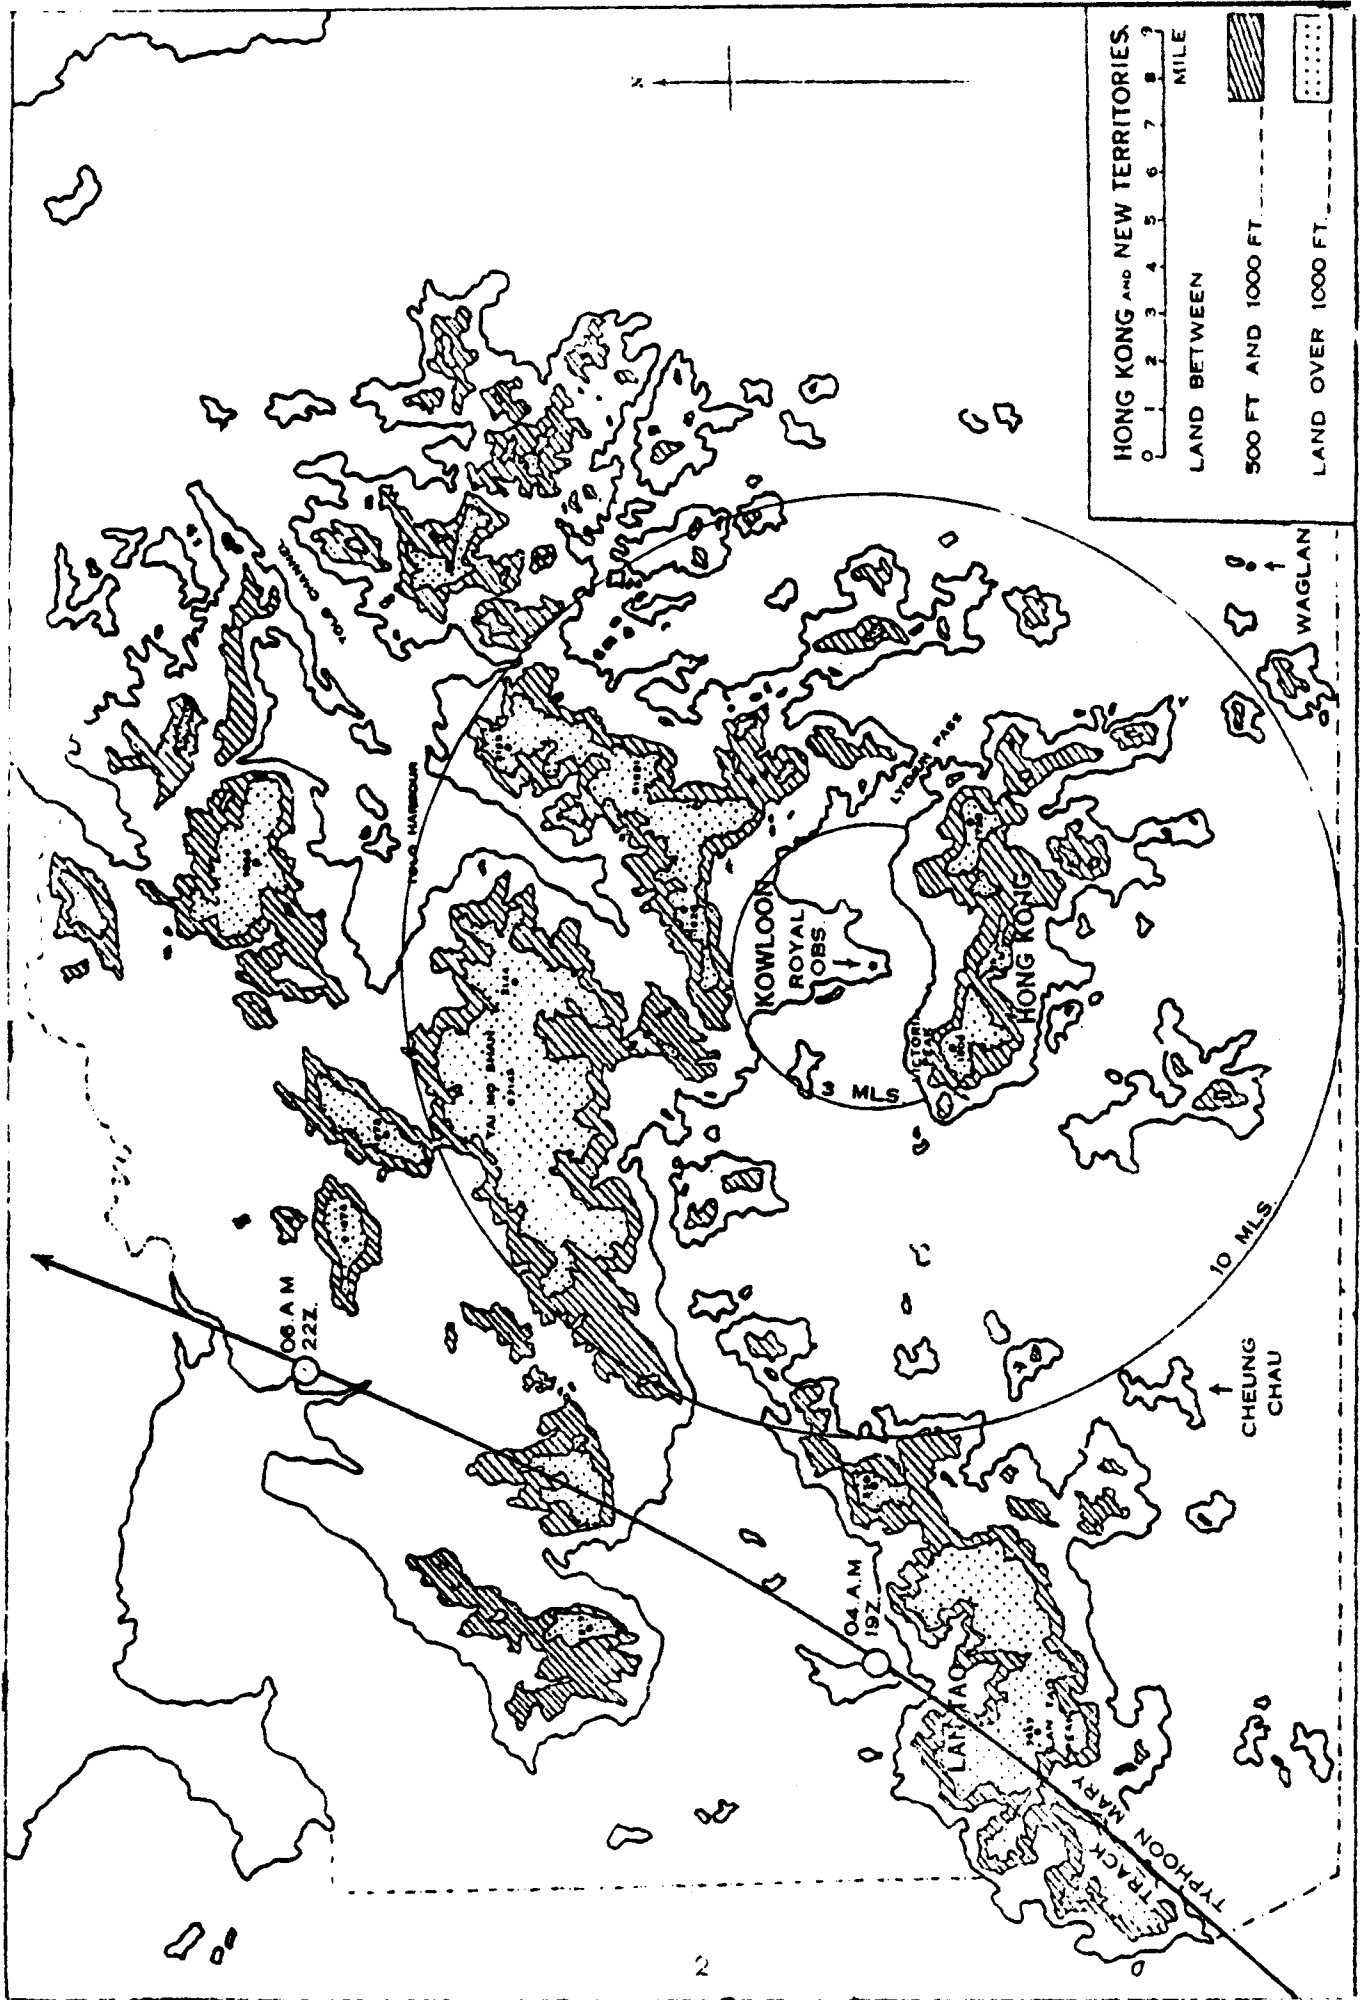 HONG KONG AND NEW TERRITORIES.
0 1 2 3 4 5 6 7 8 9
MILE
LAND BETWEEN
500 FT AND 1000 FT.
LAND OVER 1000 FT.
N
TOLO CHANNEL
TOLO HARBOUR
TAI MO SHAN
06.A M
22Z.
KOWLOON
ROYAL
OBS.
LYEMUN PASS
3 MLS.
HONG KONG
10 MLS.
WAGLAN
CHEUNG
CHAU
04.A.M
19Z.
LANTAO
PEAK
TRACK
TYPHOON MARY
2